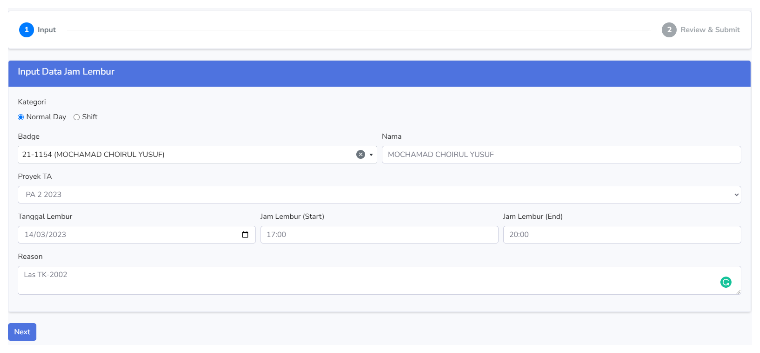 1 Input 2 Review & Submit
Input Data Jam Lembur
Kategori
Normal Day Shift
Badge Nama
21-1154 (MOCHAMAD CHOIRUL YUSUF) MOCHAMAD CHOIRUL YUSUF
Proyek TA
PA 2 2023
Tanggal Lembur Jam Lembur (Start) Jam Lembur (End)
14/03/2023 17:00 20:00
Reason
Las TK 2002
Next